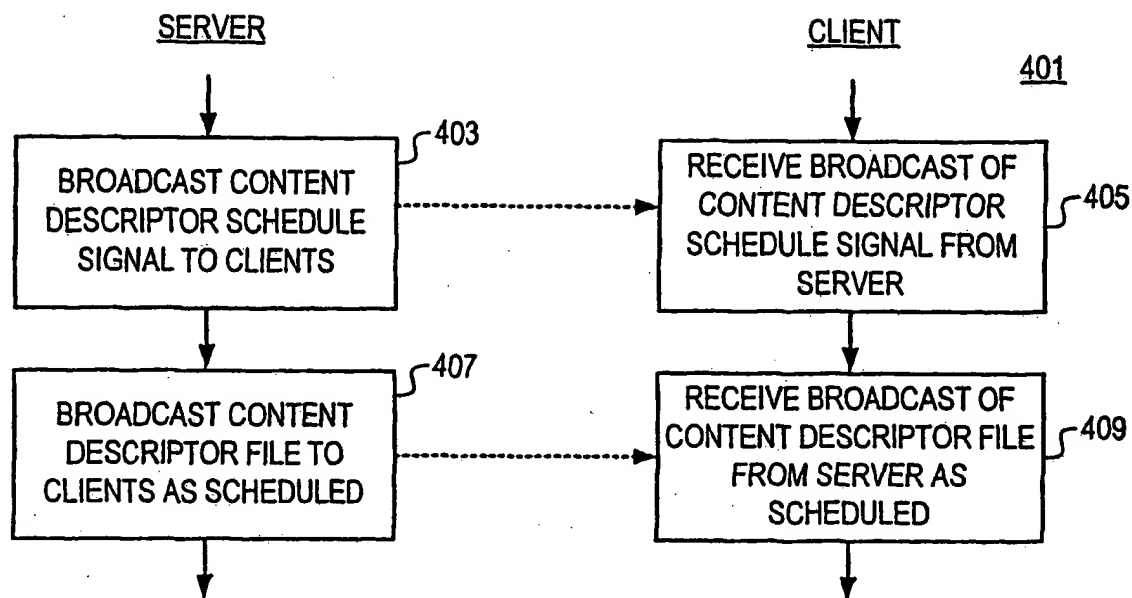 SERVER
CLIENT
401
403
BROADCAST CONTENT
DESCRIPTOR SCHEDULE
SIGNAL TO CLIENTS
RECEIVE BROADCAST OF
CONTENT DESCRIPTOR
SCHEDULE SIGNAL FROM
SERVER
405
407
BROADCAST CONTENT
DESCRIPTOR FILE TO
CLIENTS AS SCHEDULED
RECEIVE BROADCAST OF
CONTENT DESCRIPTOR FILE
FROM SERVER AS
SCHEDULED
409